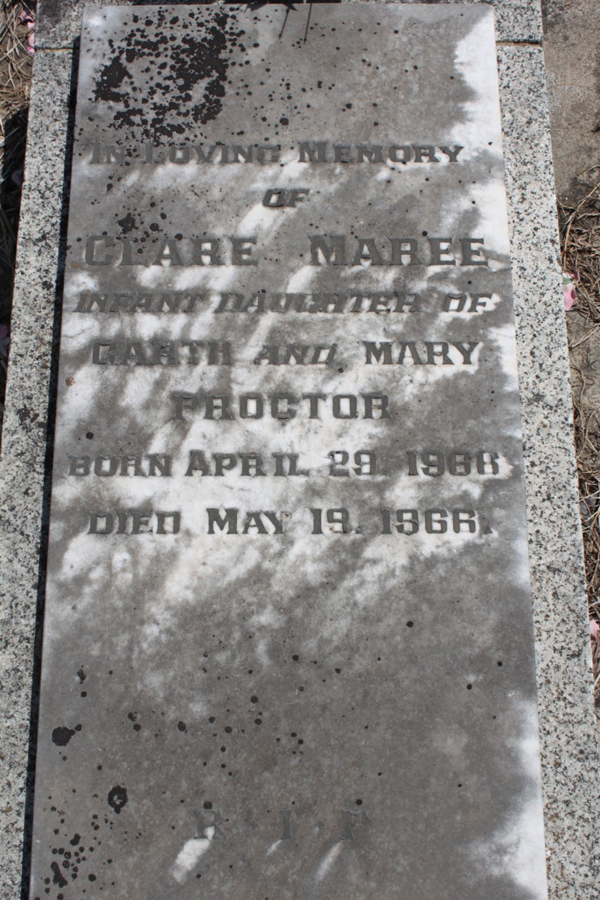 IN LOVING MEMORY
OF
CLARE MAREE
INFANT DAUGHTER OF
GARTH AND MARY
PROCTOR
BORN APRIL 29. 1966
DIED MAY 19. 1966.
R·I·P